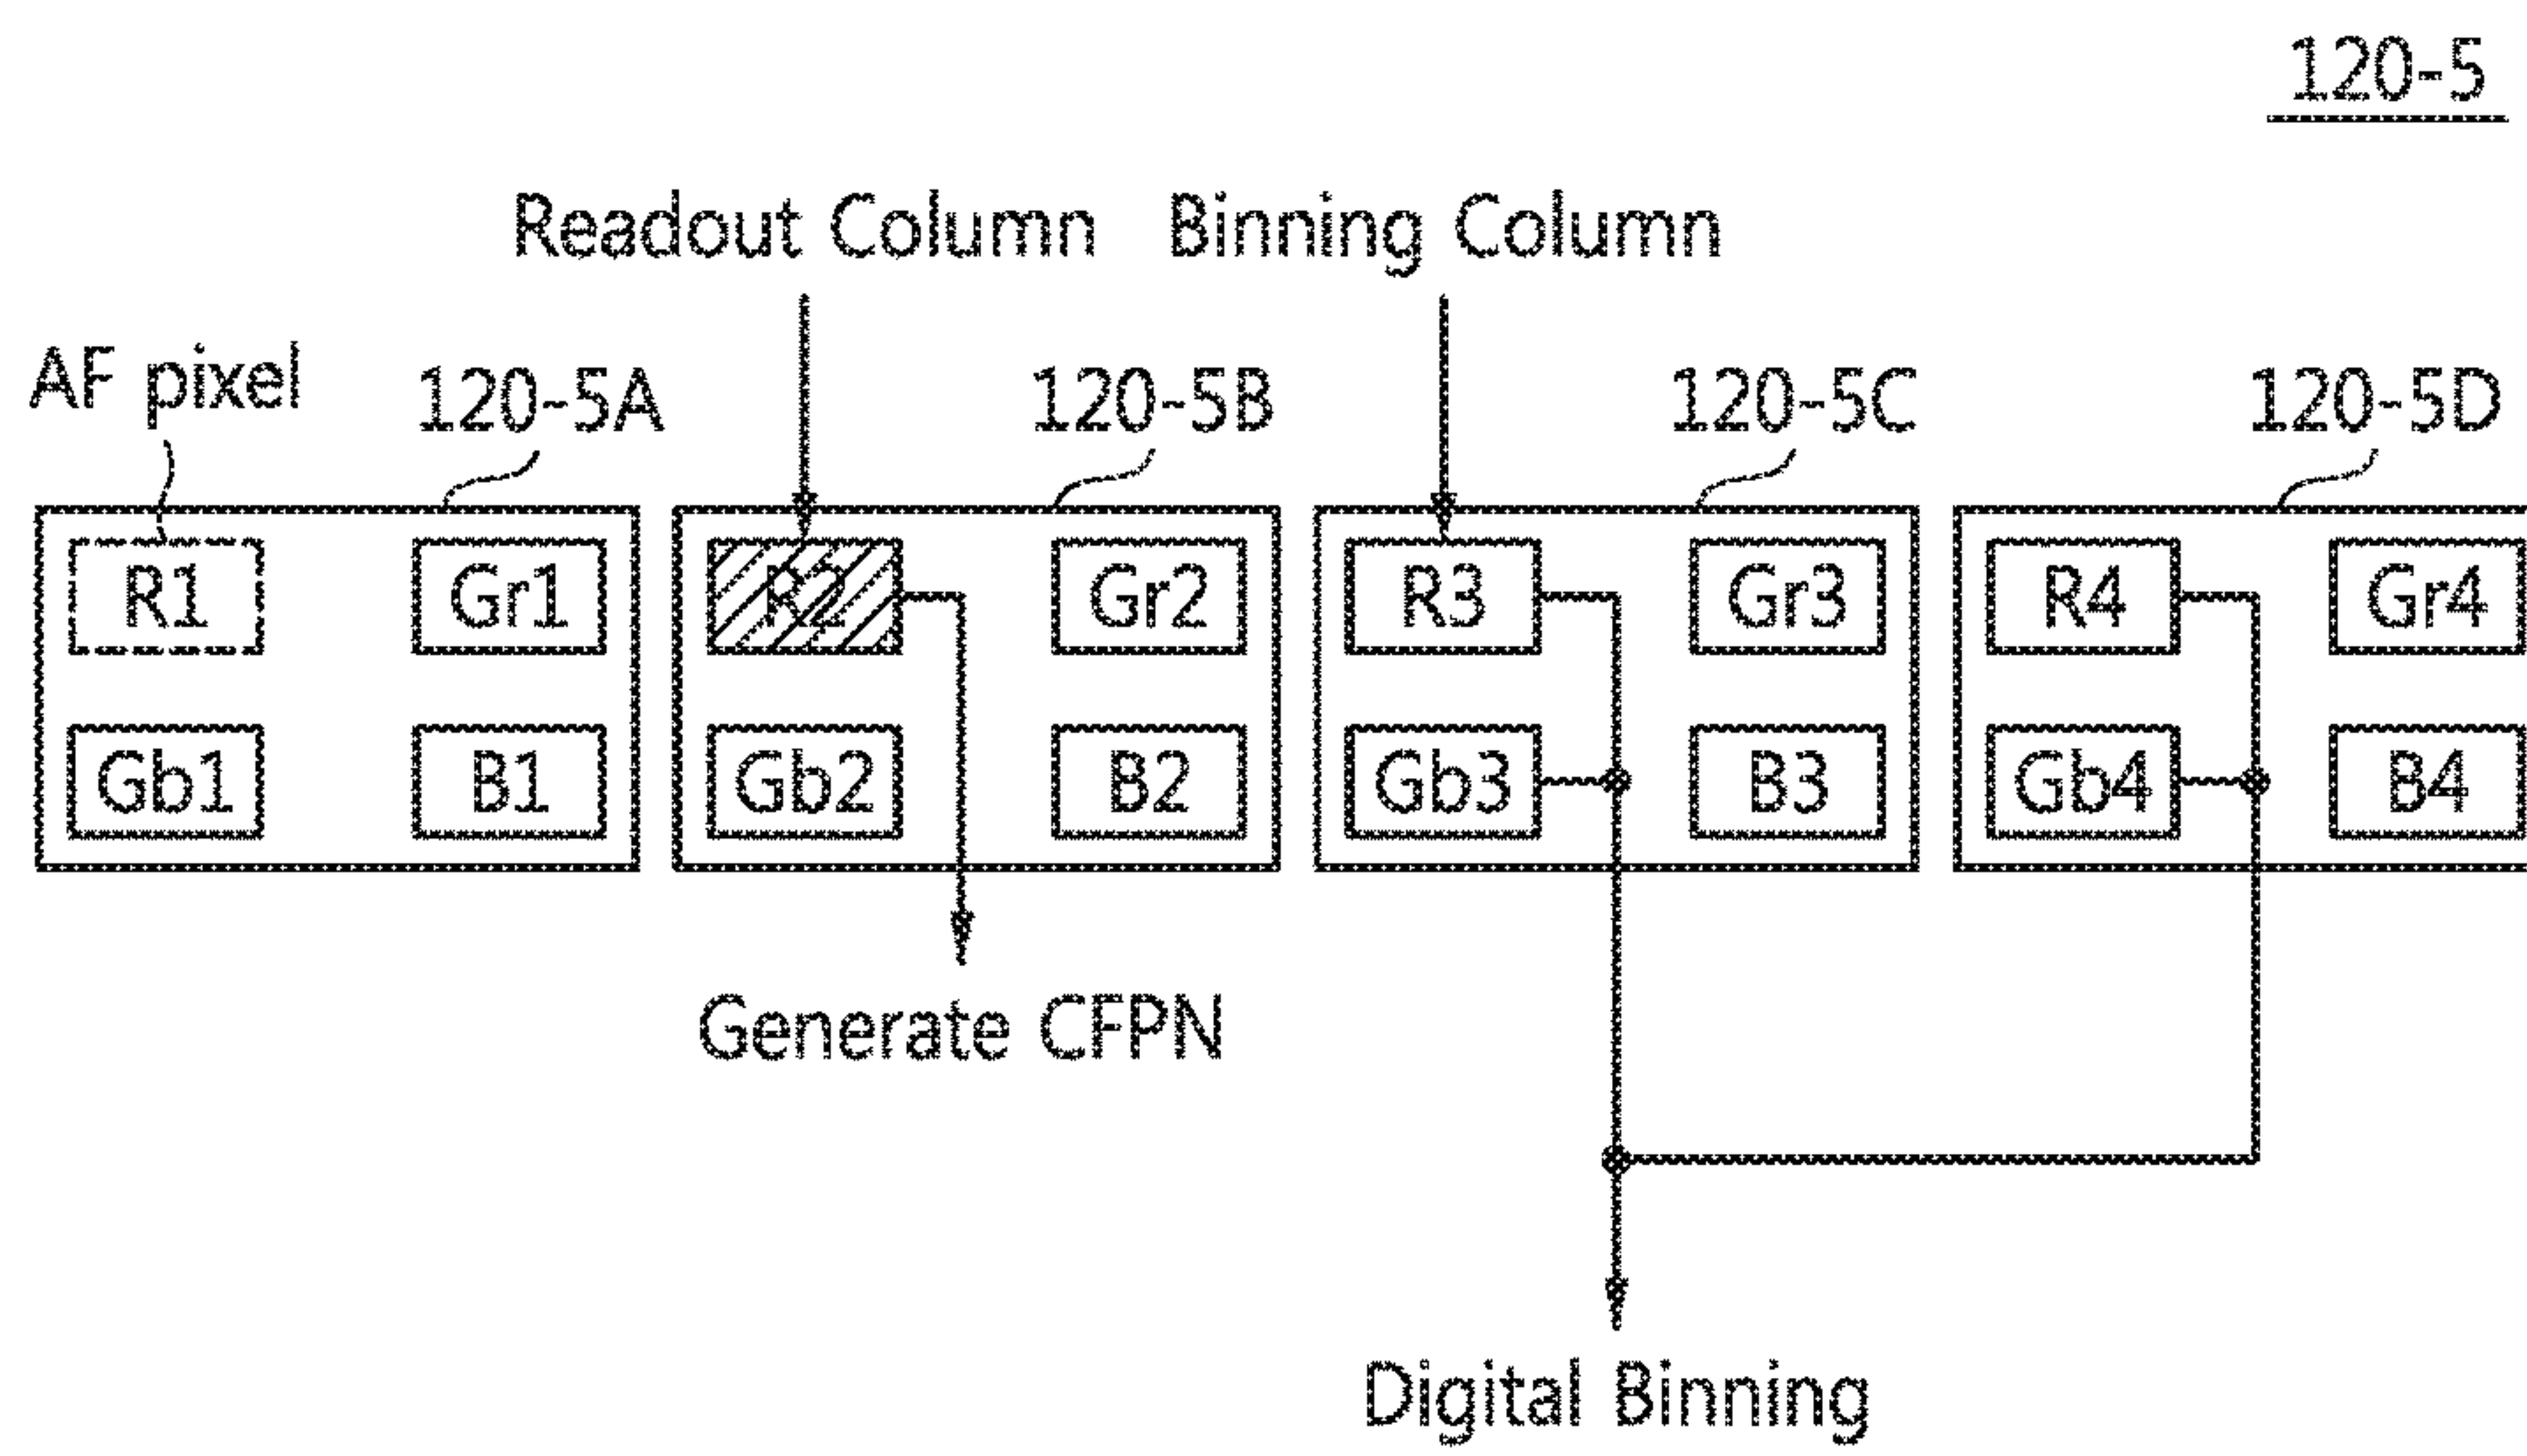 120-5
Readout Column Binning Column
AF pixel 120-5A 120-5B 120-5C 120-5D
R1 Gr1 R2 Gr2 R3 Gr3 R4 Gr4
Gb1 B1 Gb2 B2 Gb3 B3 Gb4 B4
Generate CFPN
Digital Binning